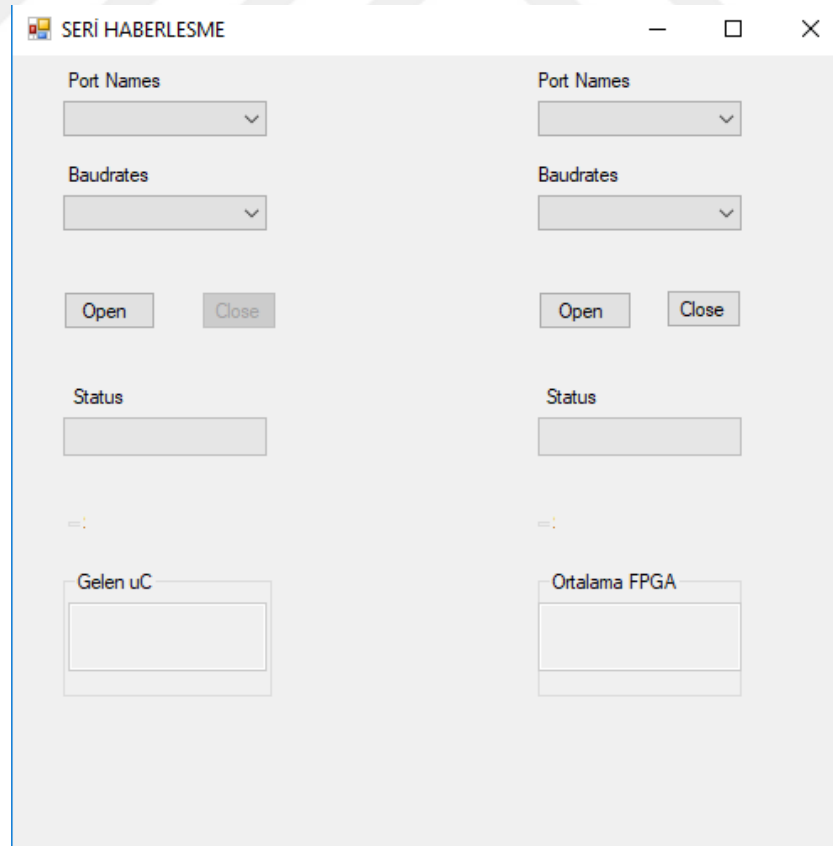 SERİ HABERLESME
Port Names
Port Names
Baudrates
Baudrates
Open
Close
Open
Close
Status
Status
Gelen uC
Ortalama FPGA